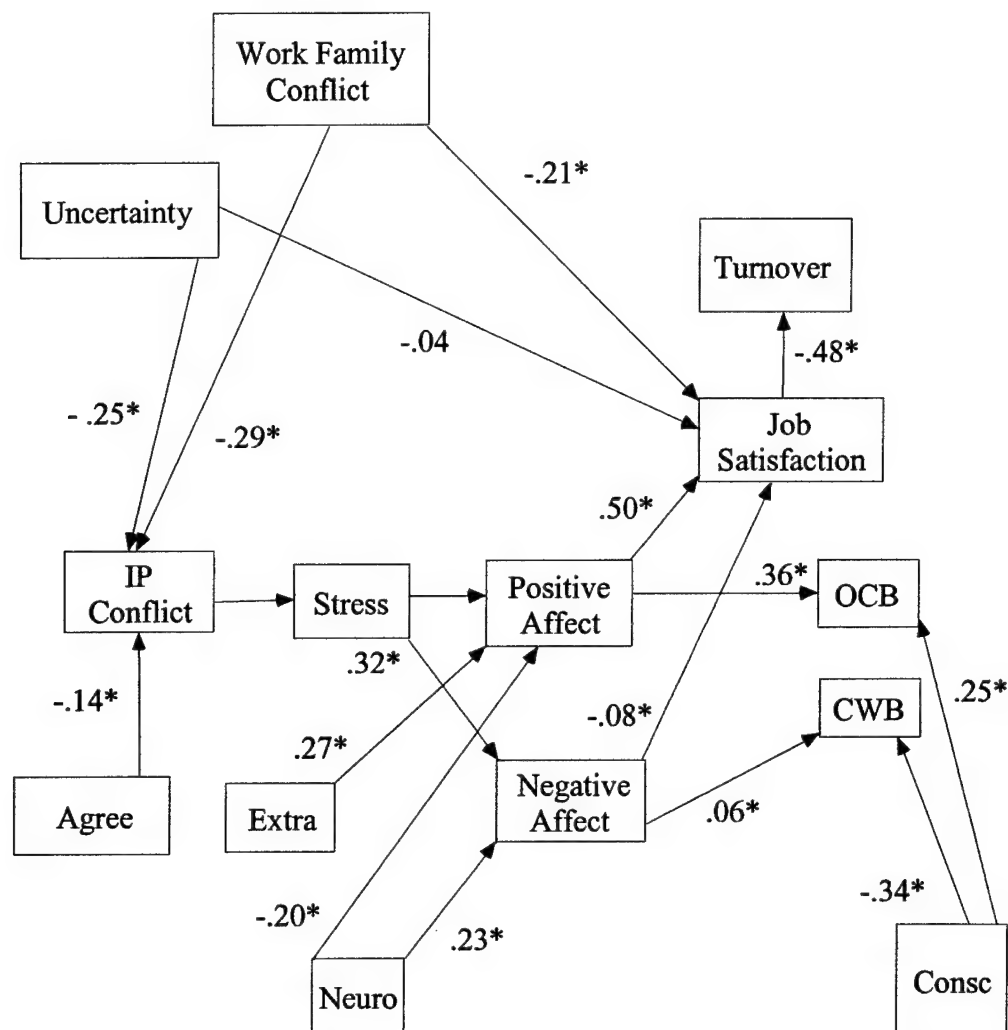 Work Family
Conflict
-.21*
Uncertainty
Turnover
-.04
-.48*
- .25*
-.29*
Job
Satisfaction
.50*
IP
Conflict
Stress
Positive
Affect
.36*
OCB
.32*
-.14*
-.08*
CWB
.25*
.27*
Agree
Extra
Negative
Affect
.06*
-.20*
.23*
-.34*
Neuro
Consc